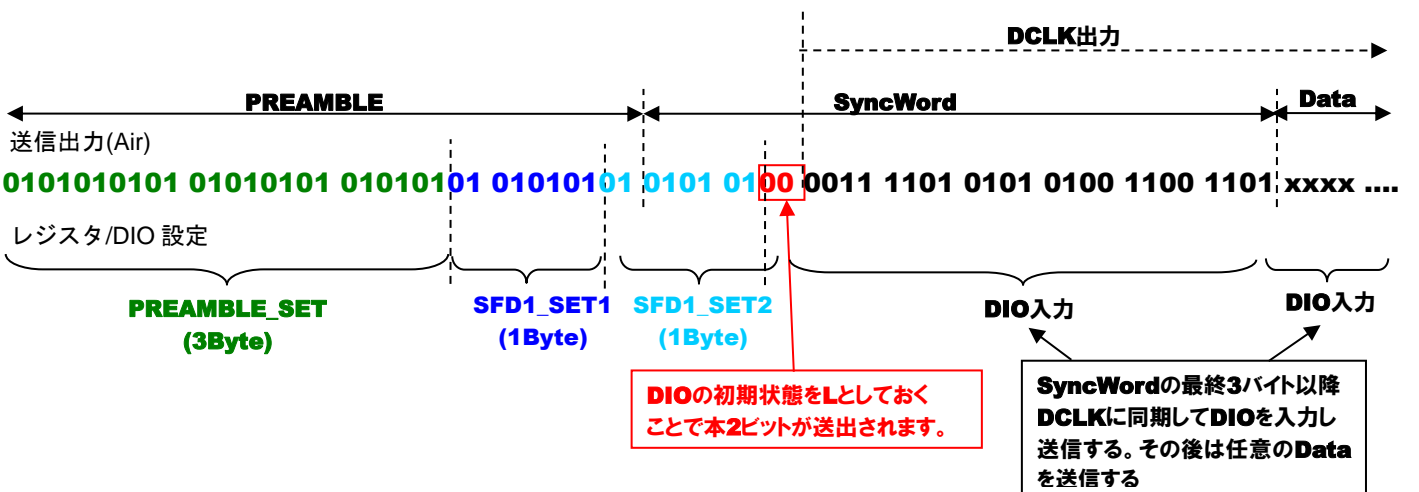 DCLK出力
PREAMBLE SyncWord Data
送信出力(Air)
0101010101 01010101 01010101 01010101 0101 0100 0011 1101 0101 0100 1100 1101 xxxx ....
レジスタ/DIO 設定
PREAMBLE_SET
(3Byte)
SFD1_SET1
(1Byte)
SFD1_SET2
(1Byte)
DIO入力
DIO入力
DIOの初期状態をLとしておく
ことで本2ビットが送出されます。
SyncWordの最終3バイト以降
DCLKに同期してDIOを入力し
送信する。その後は任意のData
を送信する